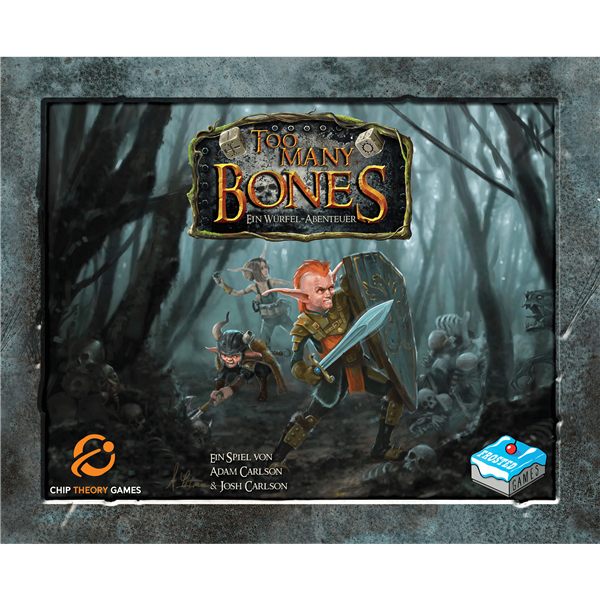 TOO
MANY
BONES
EIN WÜRFEL-ABENTEUER
EIN SPIEL VON
ADAM CARLSON
& JOSH CARLSON
CHIP THEORY GAMES
FROSTED
GAMES